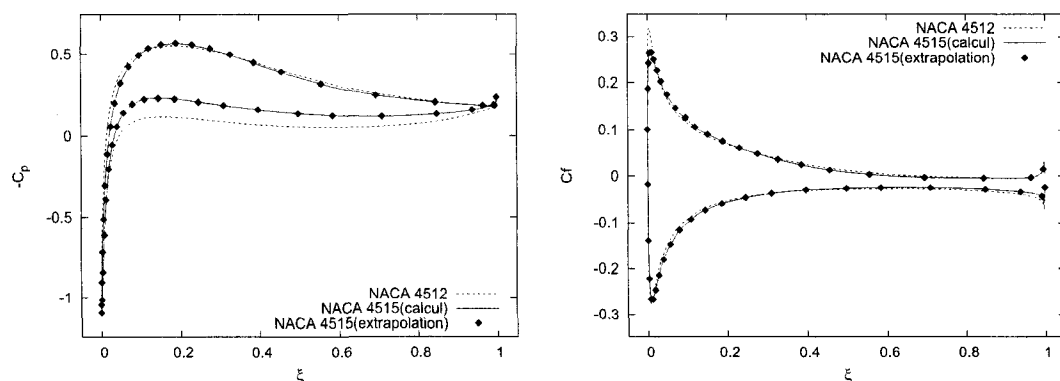 0.5
0
-0.5
-1
-Cp
NACA 4512
NACA 4515(calcul)
NACA 4515(extrapolation)
0 0.2 0.4 0.6 0.8 1
ξ
0.3
0.2
0.1
0
-0.1
-0.2
-0.3
Cf
NACA 4512
NACA 4515(calcul)
NACA 4515(extrapolation)
0 0.2 0.4 0.6 0.8 1
ξ